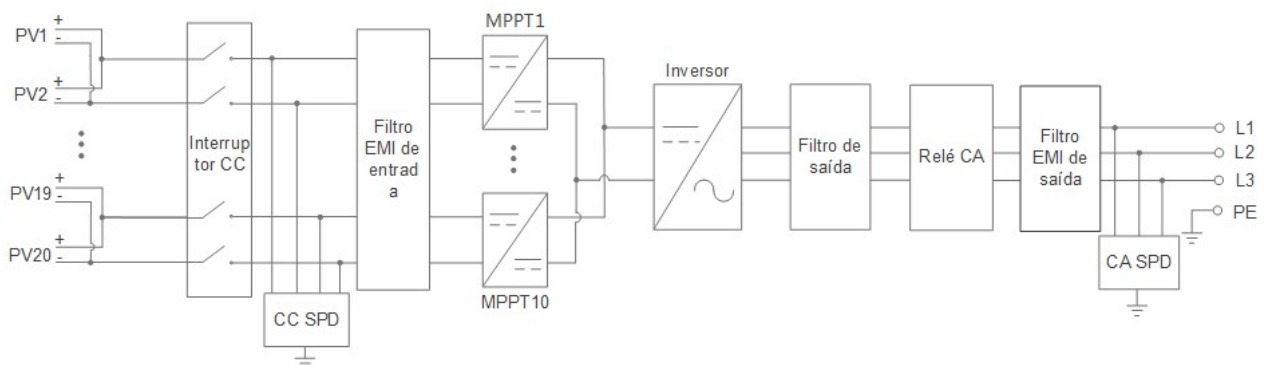 PV1
+
-
PV2
+
-
PV19
+
-
PV20
+
-
Interrup
tor CC
CC SPD
Filtro
EMI de
entrad
a
MPPT1
MPPT10
Inversor
Filtro de
saída
Relé CA
Filtro
EMI de
saída
L1
L2
L3
PE
CA SPD